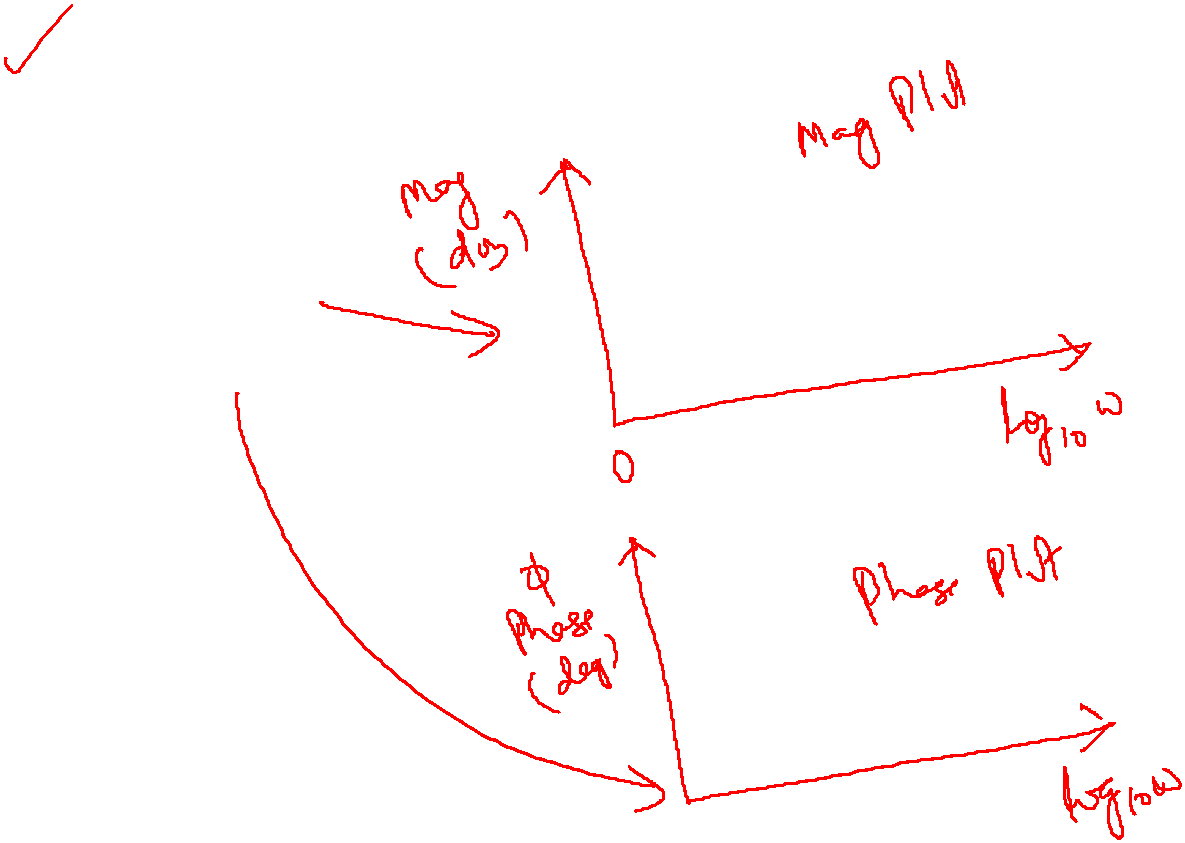 Mag Plot
Mag
(dB)
log10 ω
0
ϕ
Phase Plot
phase
(deg)
log10 ω